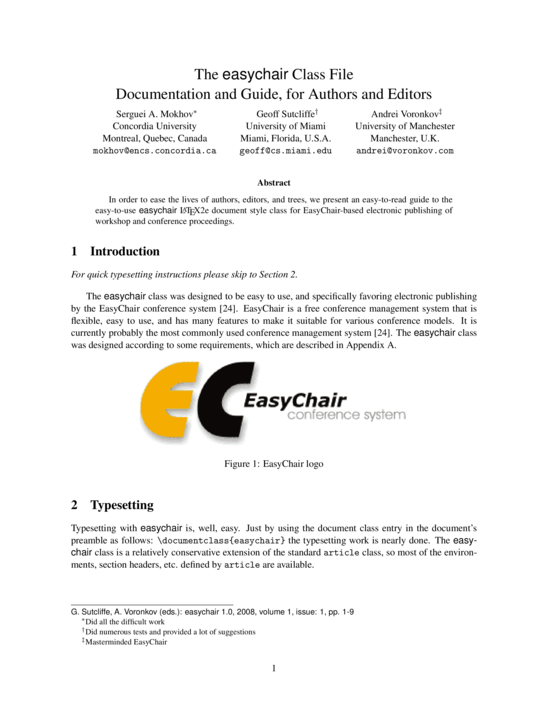 The easychair Class File
Documentation and Guide, for Authors and Editors
Serguei A. Mokhov*
Concordia University
Montreal, Quebec, Canada
mokhov@encs.concordia.ca
Geoff Sutcliffe†
University of Miami
Miami, Florida, U.S.A.
geoff@cs.miami.edu
Andrei Voronkov‡
University of Manchester
Manchester, U.K.
andrei@voronkov.com
Abstract
In order to ease the lives of authors, editors, and trees, we present an easy-to-read guide to the
easy-to-use easychair LATEX2e document style class for EasyChair-based electronic publishing of
workshop and conference proceedings.
1 Introduction
For quick typesetting instructions please skip to Section 2.
The easychair class was designed to be easy to use, and specifically favoring electronic publishing
by the EasyChair conference system [24]. EasyChair is a free conference management system that is
flexible, easy to use, and has many features to make it suitable for various conference models. It is
currently probably the most commonly used conference management system [24]. The easychair class
was designed according to some requirements, which are described in Appendix A.
EC EasyChair
conference system
Figure 1: EasyChair logo
2 Typesetting
Typesetting with easychair is, well, easy. Just by using the document class entry in the document's
preamble as follows: \documentclass{easychair} the typesetting work is nearly done. The easy-
chair class is a relatively conservative extension of the standard article class, so most of the environ-
ments, section headers, etc. defined by article are available.
G. Sutcliffe, A. Voronkov (eds.): easychair 1.0, 2008, volume 1, issue: 1, pp. 1-9
*Did all the difficult work
†Did numerous tests and provided a lot of suggestions
‡Masterminded EasyChair
1